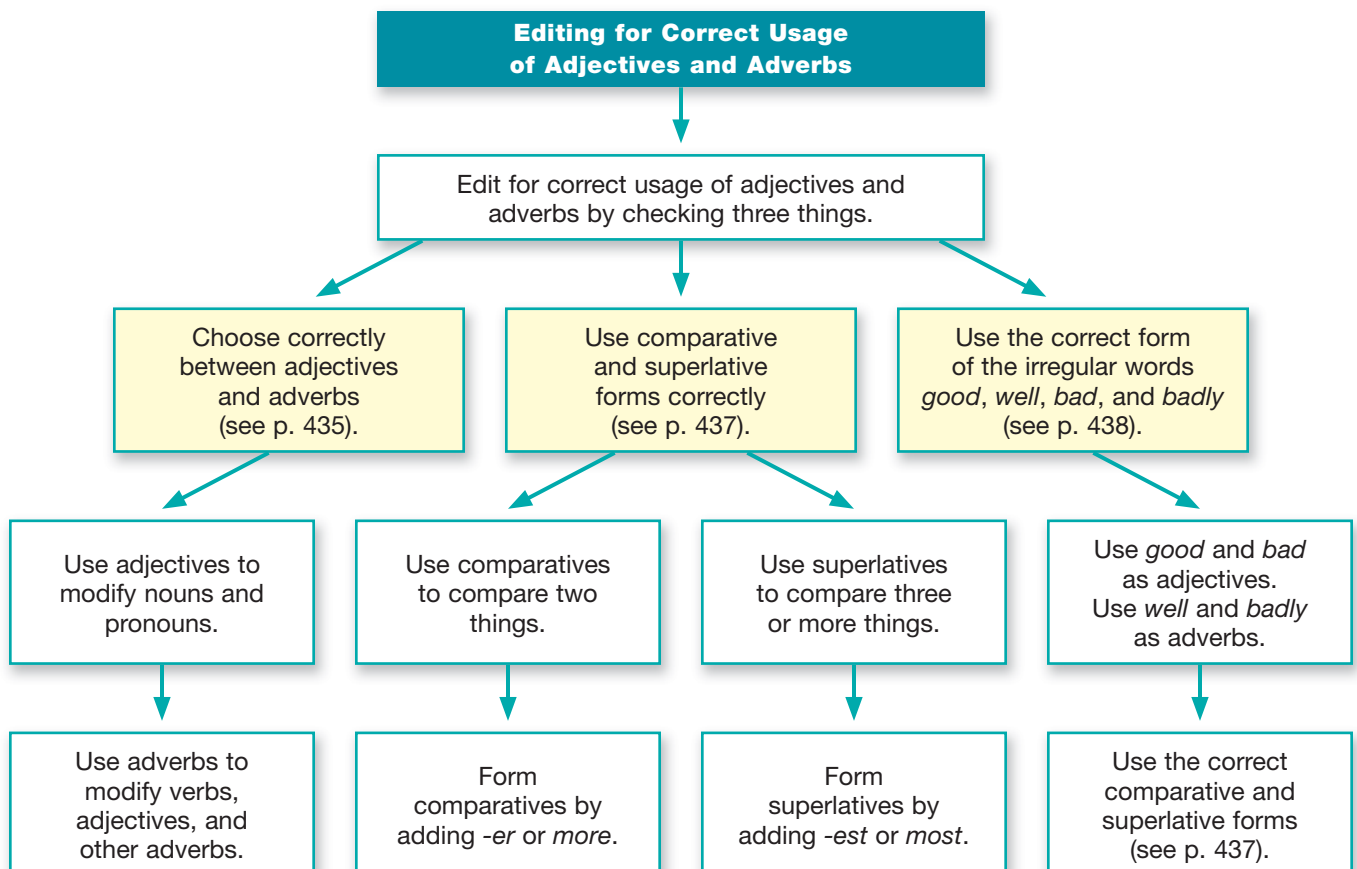 Editing for Correct Usage
of Adjectives and Adverbs
Edit for correct usage of adjectives and
adverbs by checking three things.
Choose correctly
between adjectives
and adverbs
(see p. 435).
Use comparative
and superlative
forms correctly
(see p. 437).
Use the correct form
of the irregular words
good, well, bad, and badly
(see p. 438).
Use adjectives to
modify nouns and
pronouns.
Use comparatives
to compare two
things.
Use superlatives
to compare three
or more things.
Use good and bad
as adjectives.
Use well and badly
as adverbs.
Use adverbs to
modify verbs,
adjectives, and
other adverbs.
Form
comparatives by
adding -er or more.
Form
superlatives by
adding -est or most.
Use the correct
comparative and
superlative forms
(see p. 437).